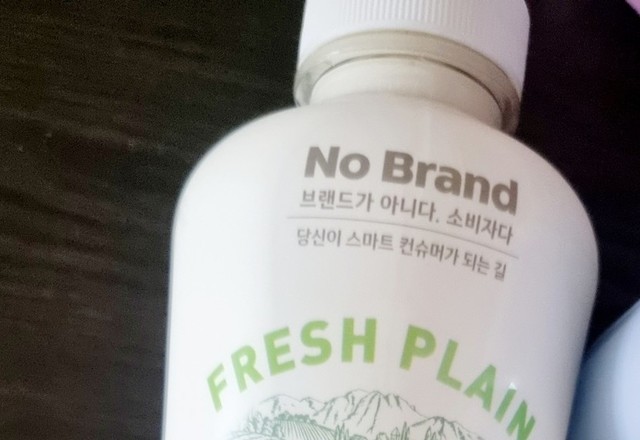 No Brand
브랜드가 아니다. 소비자다
당신이 스마트 컨슈머가 되는 길
FRESH PLAIN